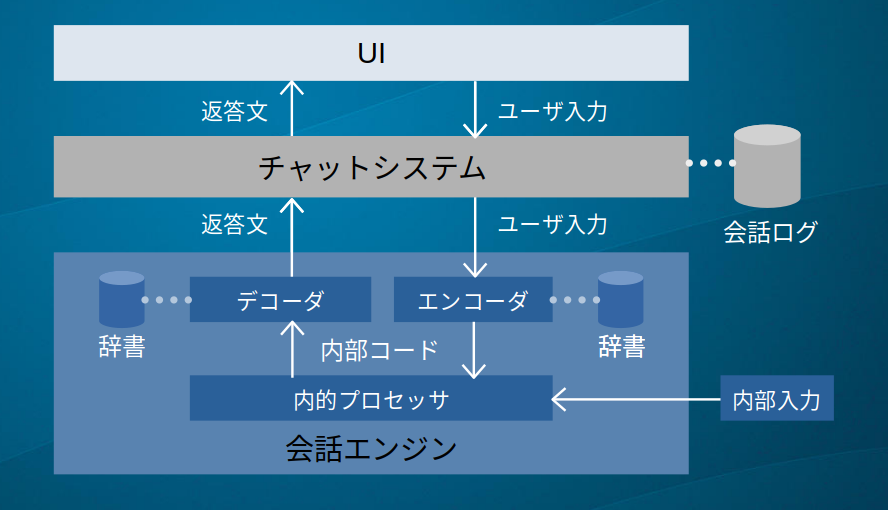 UI
返答文
ユーザ入力
チャットシステム
会話ログ
返答文
ユーザ入力
デコーダ
エンコーダ
辞書
辞書
内部コード
内的プロセッサ
内部入力
会話エンジン